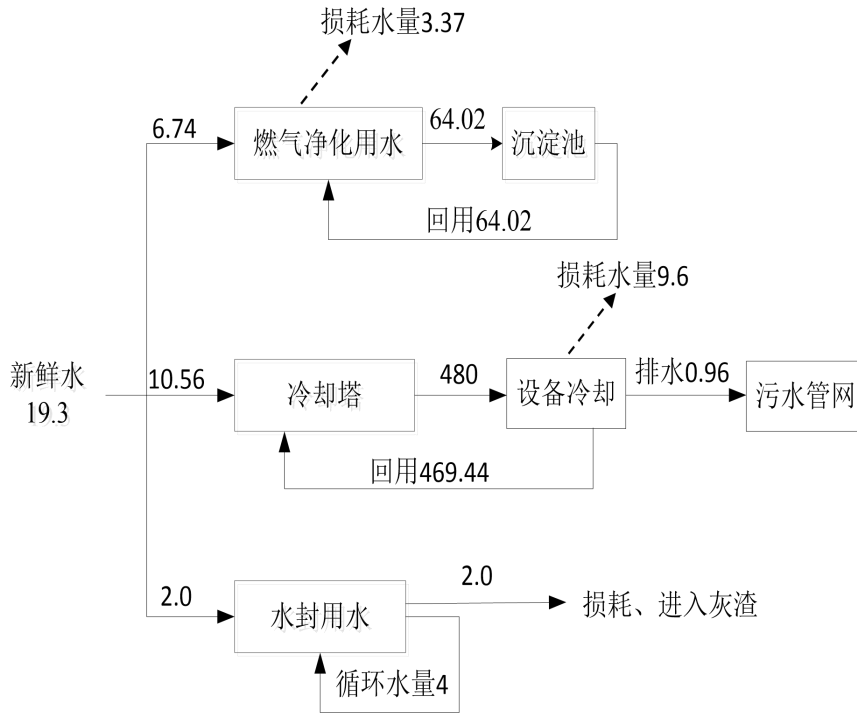 损耗水量3.37
6.74
燃气净化用水
64.02
沉淀池
回用64.02
损耗水量9.6
新鲜水
19.3
10.56
冷却塔
480
设备冷却
排水0.96
污水管网
回用469.44
2.0
水封用水
2.0
损耗、进入灰渣
循环水量4